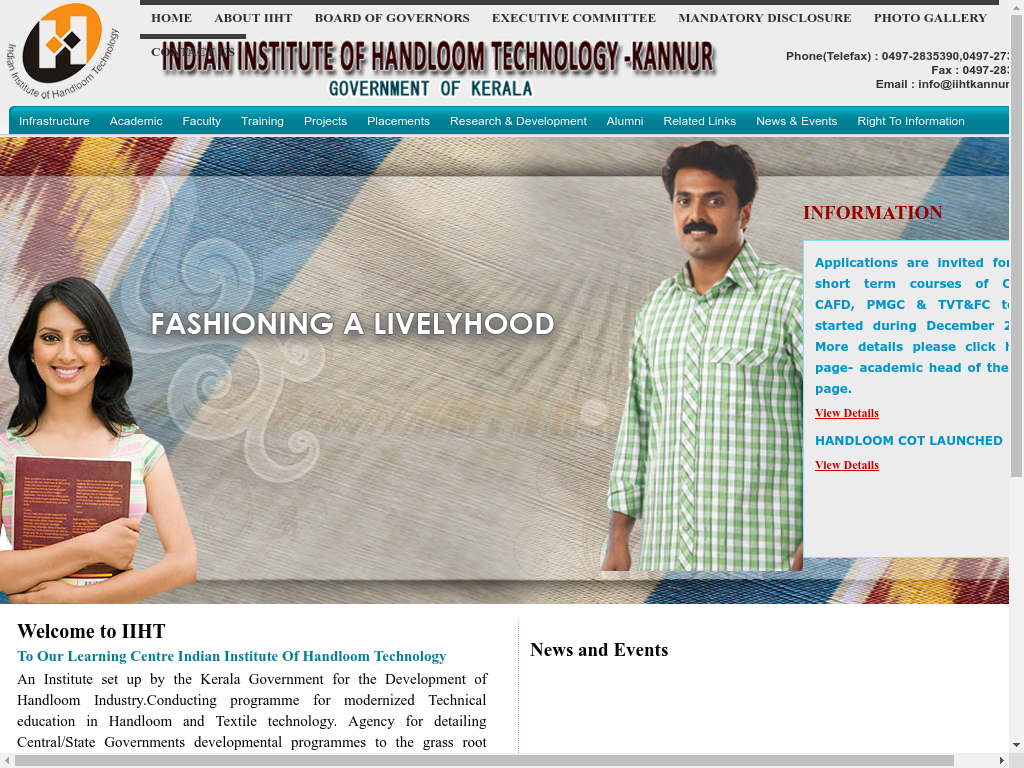 HOME ABOUT IIHT BOARD OF GOVERNORS EXECUTIVE COMMITTEE MANDATORY DISCLOSURE PHOTO GALLERY
CONTACT US
Indian Institute of Handloom Technology
INDIAN INSTITUTE OF HANDLOOM TECHNOLOGY -KANNUR
GOVERNMENT OF KERALA
Phone(Telefax) : 0497-2835390,0497-27
Fax : 0497-28
Email : info@iihtkannur
Infrastructure Academic Faculty Training Projects Placements Research & Development Alumni Related Links News & Events Right To Information
INFORMATION
Applications are invited for
short term courses of C
CAFD, PMGC & TVT&FC t
started during December 2
More details please click h
page- academic head of the
page.
View Details
HANDLOOM COT LAUNCHED
View Details
FASHIONING A LIVELYHOOD
Welcome to IIHT
To Our Learning Centre Indian Institute Of Handloom Technology
An Institute set up by the Kerala Government for the Development of
Handloom Industry.Conducting programme for modernized Technical
education in Handloom and Textile technology. Agency for detailing
Central/State Governments developmental programmes to the grass root
News and Events